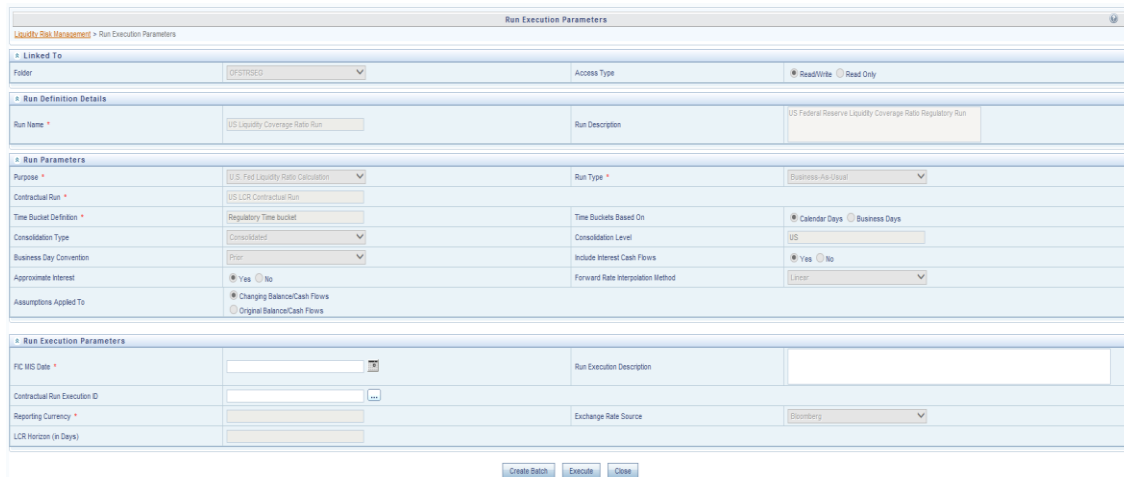 Run Execution Parameters
Liquidity Risk Management > Run Execution Parameters
Linked To
Folder OFSTRSEG Access Type Read/Write Read Only
Run Definition Details
Run Name * US Liquidity Coverage Ratio Run Run Description US Federal Reserve Liquidity Coverage Ratio Regulatory Run
Run Parameters
Purpose * U.S. Fed Liquidity Ratio Calculation Run Type * Business-As-Usual
Contractual Run * US LCR Contractual Run
Time Bucket Definition * Regulatory Time bucket Time Buckets Based On Calendar Days Business Days
Consolidation Type Consolidated Consolidation Level US
Business Day Convention Prior Include Interest Cash Flows Yes No
Approximate Interest Yes No Forward Rate Interpolation Method Linear
Assumptions Applied To Changing Balance/Cash Flows
Original Balance/Cash Flows
Run Execution Parameters
FIC MIS Date * Run Execution Description
Contractual Run Execution ID ...
Reporting Currency * Exchange Rate Source Bloomberg
LCR Horizon (in Days)
Create Batch Execute Close